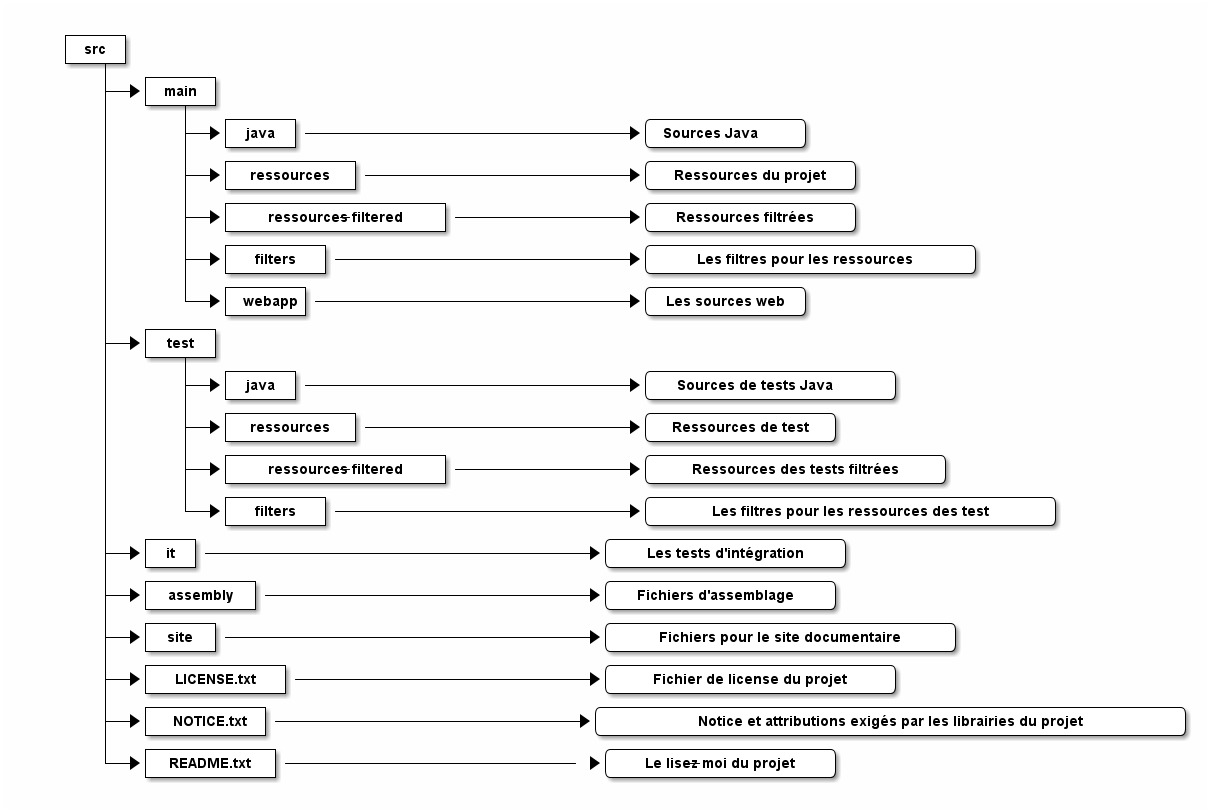 src
main
java Sources Java
ressources Ressources du projet
ressources-filtered Ressources filtrées
filters Les filtres pour les ressources
webapp Les sources web
test
java Sources de tests Java
ressources Ressources de test
ressources-filtered Ressources des tests filtrées
filters Les filtres pour les ressources des test
it Les tests d'intégration
assembly Fichiers d'assemblage
site Fichiers pour le site documentaire
LICENSE.txt Fichier de license du projet
NOTICE.txt Notice et attributions exigés par les librairies du projet
README.txt Le lisez-moi du projet